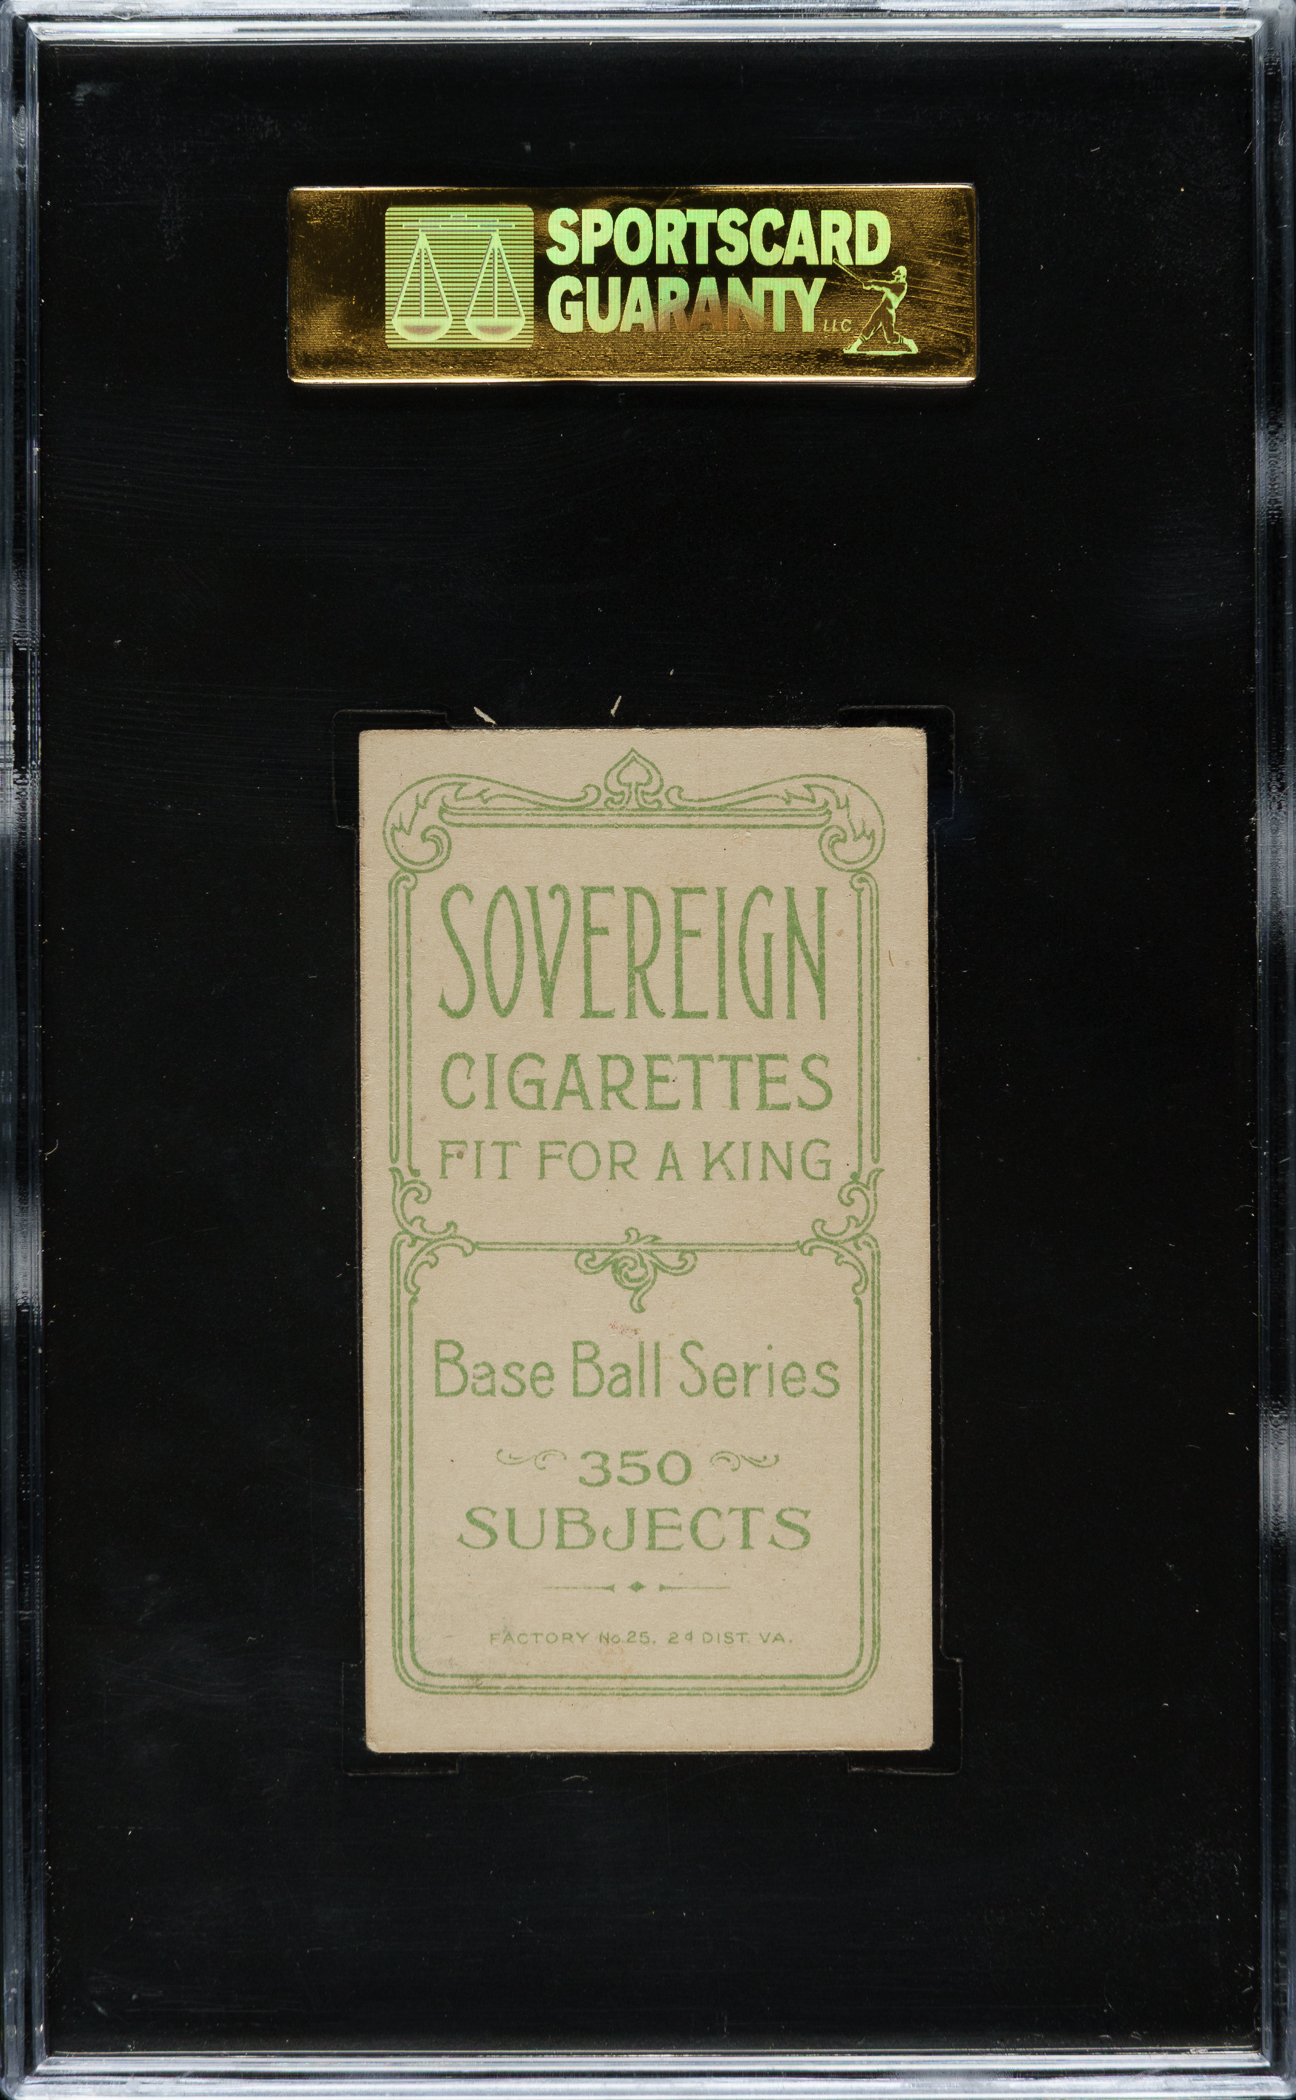 SPORTSCARD
GUARANTY LLC
SOVEREIGN
CIGARETTES
FIT FOR A KING
Base Ball Series
350
SUBJECTS
FACTORY No. 25. 2d DIST. VA.